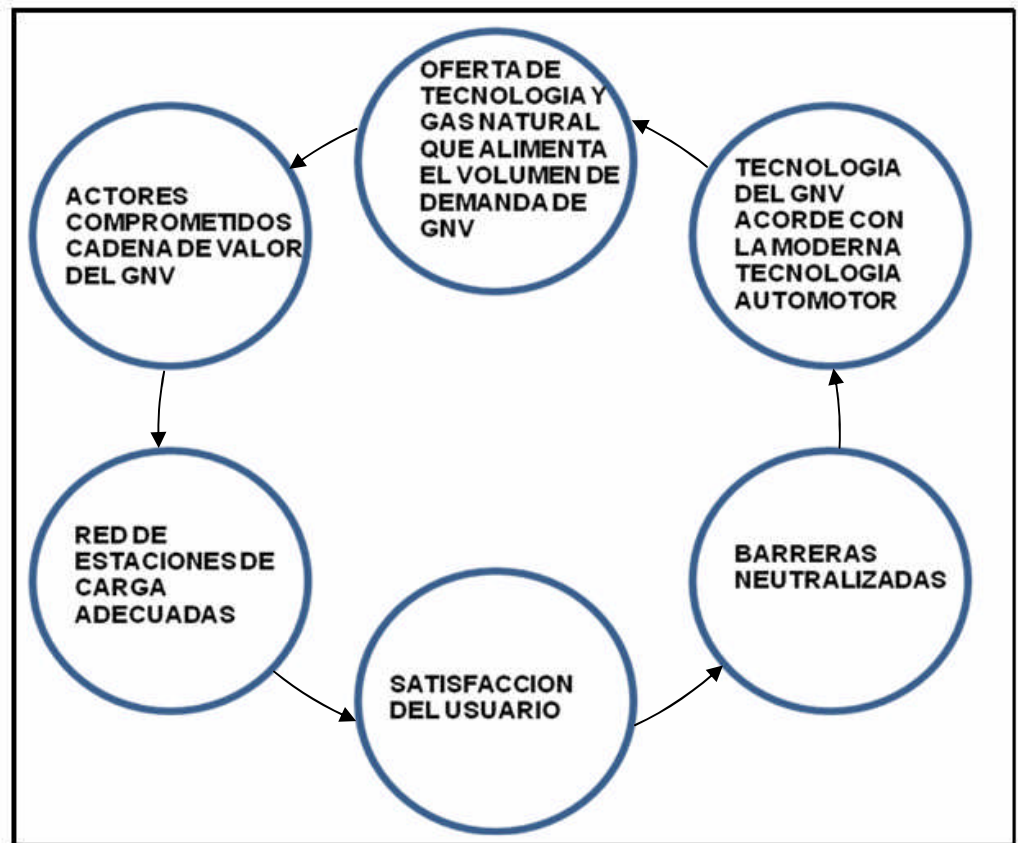 OFERTA DE
TECNOLOGIA Y
GAS NATURAL
QUE ALIMENTA
EL VOLUMEN DE
DEMANDA DE
GNV
ACTORES
COMPROMETIDOS
CADENA DE VALOR
DEL GNV
RED DE
ESTACIONES DE
CARGA
ADECUADAS
SATISFACCION
DEL USUARIO
BARRERAS
NEUTRALIZADAS
TECNOLOGIA
DEL GNV
ACORDE CON
LA MODERNA
TECNOLOGIA
AUTOMOTOR